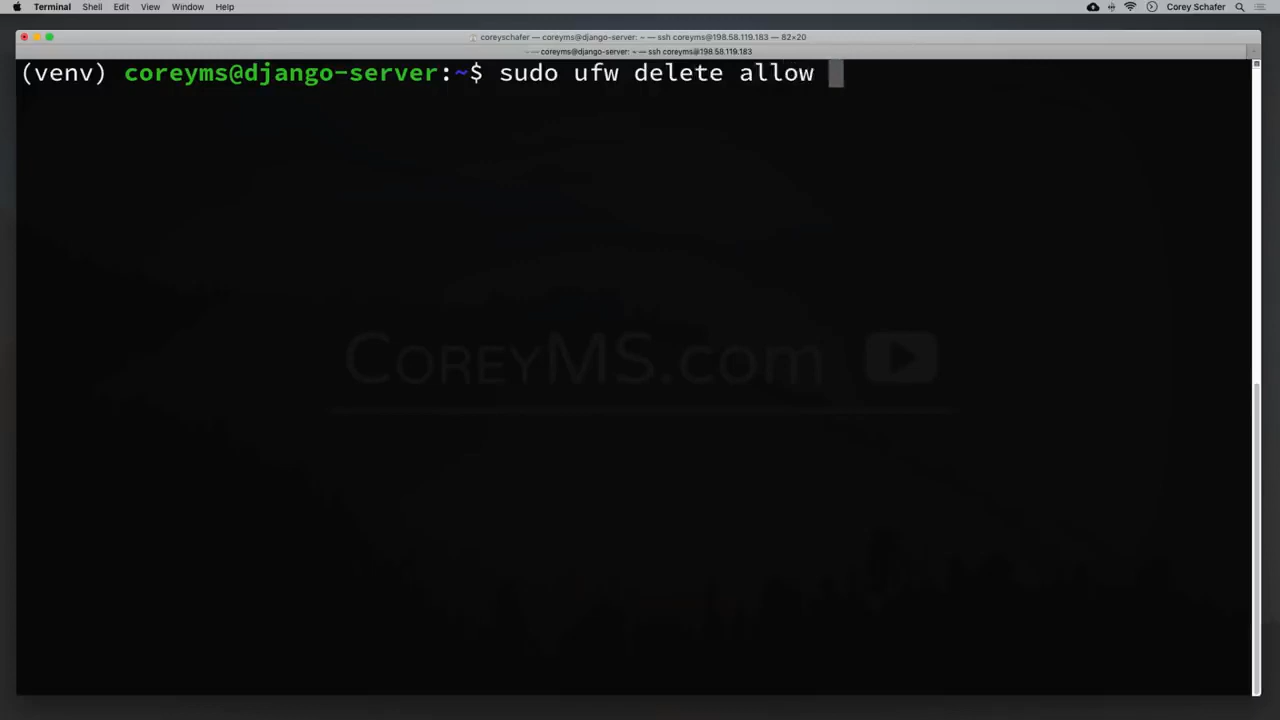 Terminal Shell Edit View Window Help Corey Schafer
coreyschafer — coreyms@django-server: ~ — ssh coreyms@198.58.119.183 — 82×20
~ — coreyms@django-server: ~ — ssh coreyms@198.58.119.183
(venv) coreyms@django-server:~$ sudo ufw delete allow
COREYMS.com